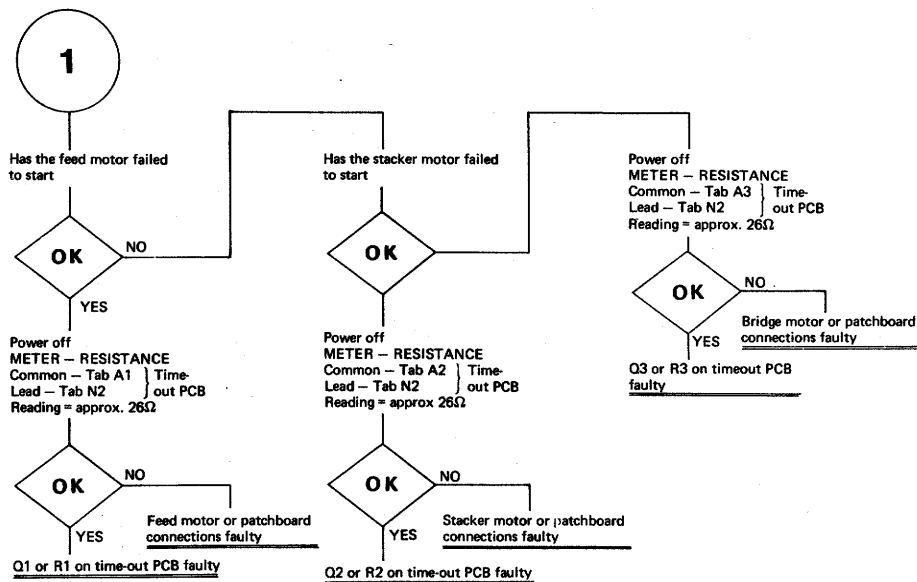 1
Has the feed motor failed
to start
OK
NO
YES
Power off
METER – RESISTANCE
Common – Tab A1
Lead – Tab N2
Time-
out PCB
Reading = approx. 26Ω
OK
NO
YES
Feed motor or patchboard
connections faulty
Q1 or R1 on time-out PCB faulty
Has the stacker motor failed
to start
OK
NO
YES
Power off
METER – RESISTANCE
Common – Tab A2
Lead – Tab N2
Time-
out PCB
Reading = approx 26Ω
OK
NO
YES
Stacker motor or patchboard
connections faulty
Q2 or R2 on time-out PCB faulty
Power off
METER – RESISTANCE
Common – Tab A3
Lead – Tab N2
Time-
out PCB
Reading = approx. 26Ω
OK
NO
YES
Bridge motor or patchboard
connections faulty
Q3 or R3 on timeout PCB
faulty